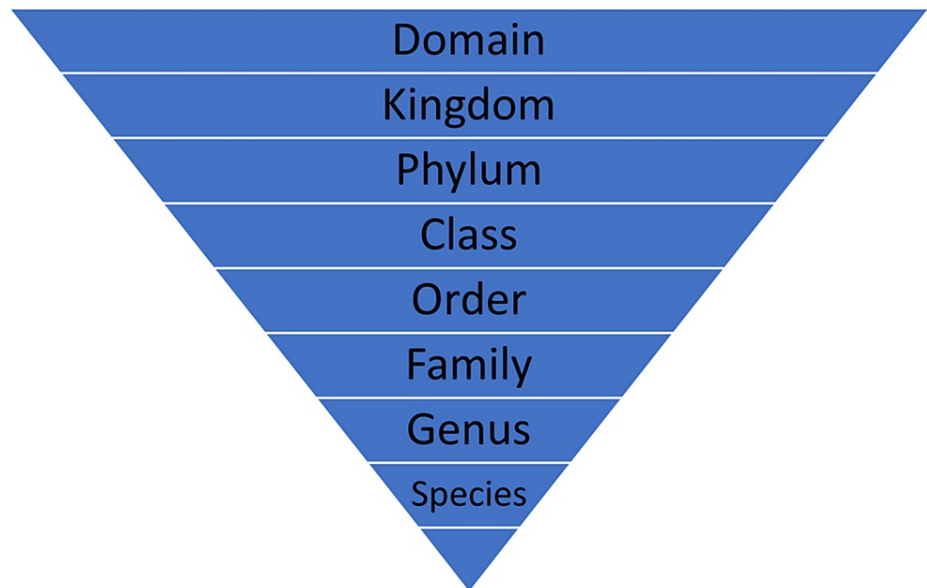 Domain
Kingdom
Phylum
Class
Order
Family
Genus
Species